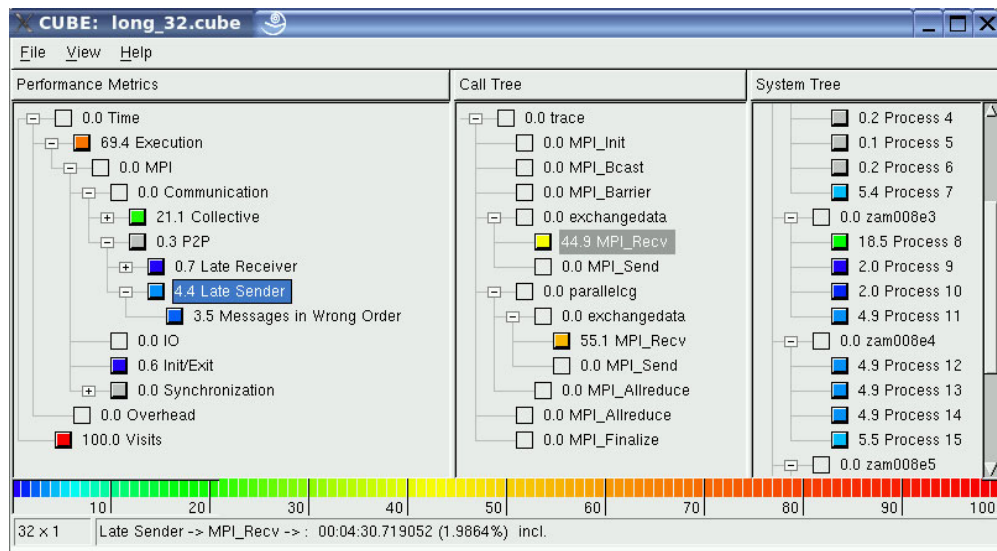 CUBE: long_32.cube
File View Help
Performance Metrics
0.0 Time
69.4 Execution
0.0 MPI
0.0 Communication
21.1 Collective
0.3 P2P
0.7 Late Receiver
4.4 Late Sender
3.5 Messages in Wrong Order
0.0 IO
0.6 Init/Exit
0.0 Synchronization
0.0 Overhead
100.0 Visits
Call Tree
0.0 trace
0.0 MPI_Init
0.0 MPI_Bcast
0.0 MPI_Barrier
0.0 exchangedata
44.9 MPI_Recv
0.0 MPI_Send
0.0 parallelcg
0.0 exchangedata
55.1 MPI_Recv
0.0 MPI_Send
0.0 MPI_Allreduce
0.0 MPI_Allreduce
0.0 MPI_Finalize
System Tree
0.2 Process 4
0.1 Process 5
0.2 Process 6
5.4 Process 7
0.0 zam008e3
18.5 Process 8
2.0 Process 9
2.0 Process 10
4.9 Process 11
0.0 zam008e4
4.9 Process 12
4.9 Process 13
4.9 Process 14
5.5 Process 15
0.0 zam008e5
10 20 30 40 50 60 70 80 90 100
32 x 1 Late Sender -> MPI_Recv -> : 00:04:30.719052 (1.9864%) incl.